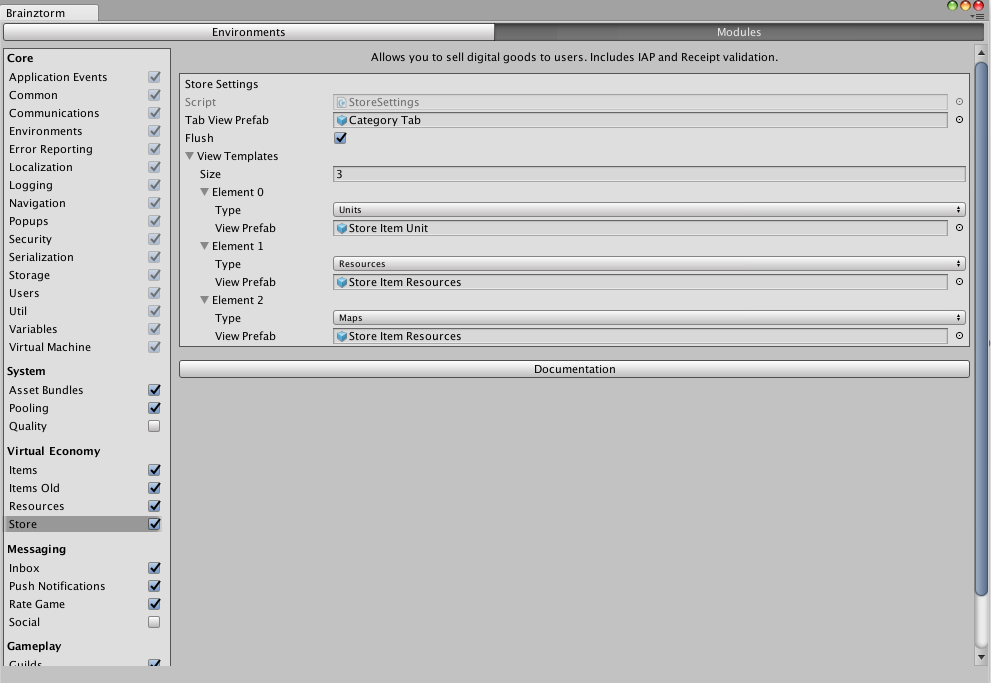 Brainztorm
Environments
Modules
Core
Application Events
Common
Communications
Environments
Error Reporting
Localization
Logging
Navigation
Popups
Security
Serialization
Storage
Users
Util
Variables
Virtual Machine
System
Asset Bundles
Pooling
Quality
Virtual Economy
Items
Items Old
Resources
Store
Messaging
Inbox
Push Notifications
Rate Game
Social
Gameplay
Guilds
Allows you to sell digital goods to users. Includes IAP and Receipt validation.
Store Settings
Script StoreSettings
Tab View Prefab Category Tab
Flush
View Templates
Size 3
Element 0
Type Units
View Prefab Store Item Unit
Element 1
Type Resources
View Prefab Store Item Resources
Element 2
Type Maps
View Prefab Store Item Resources
Documentation